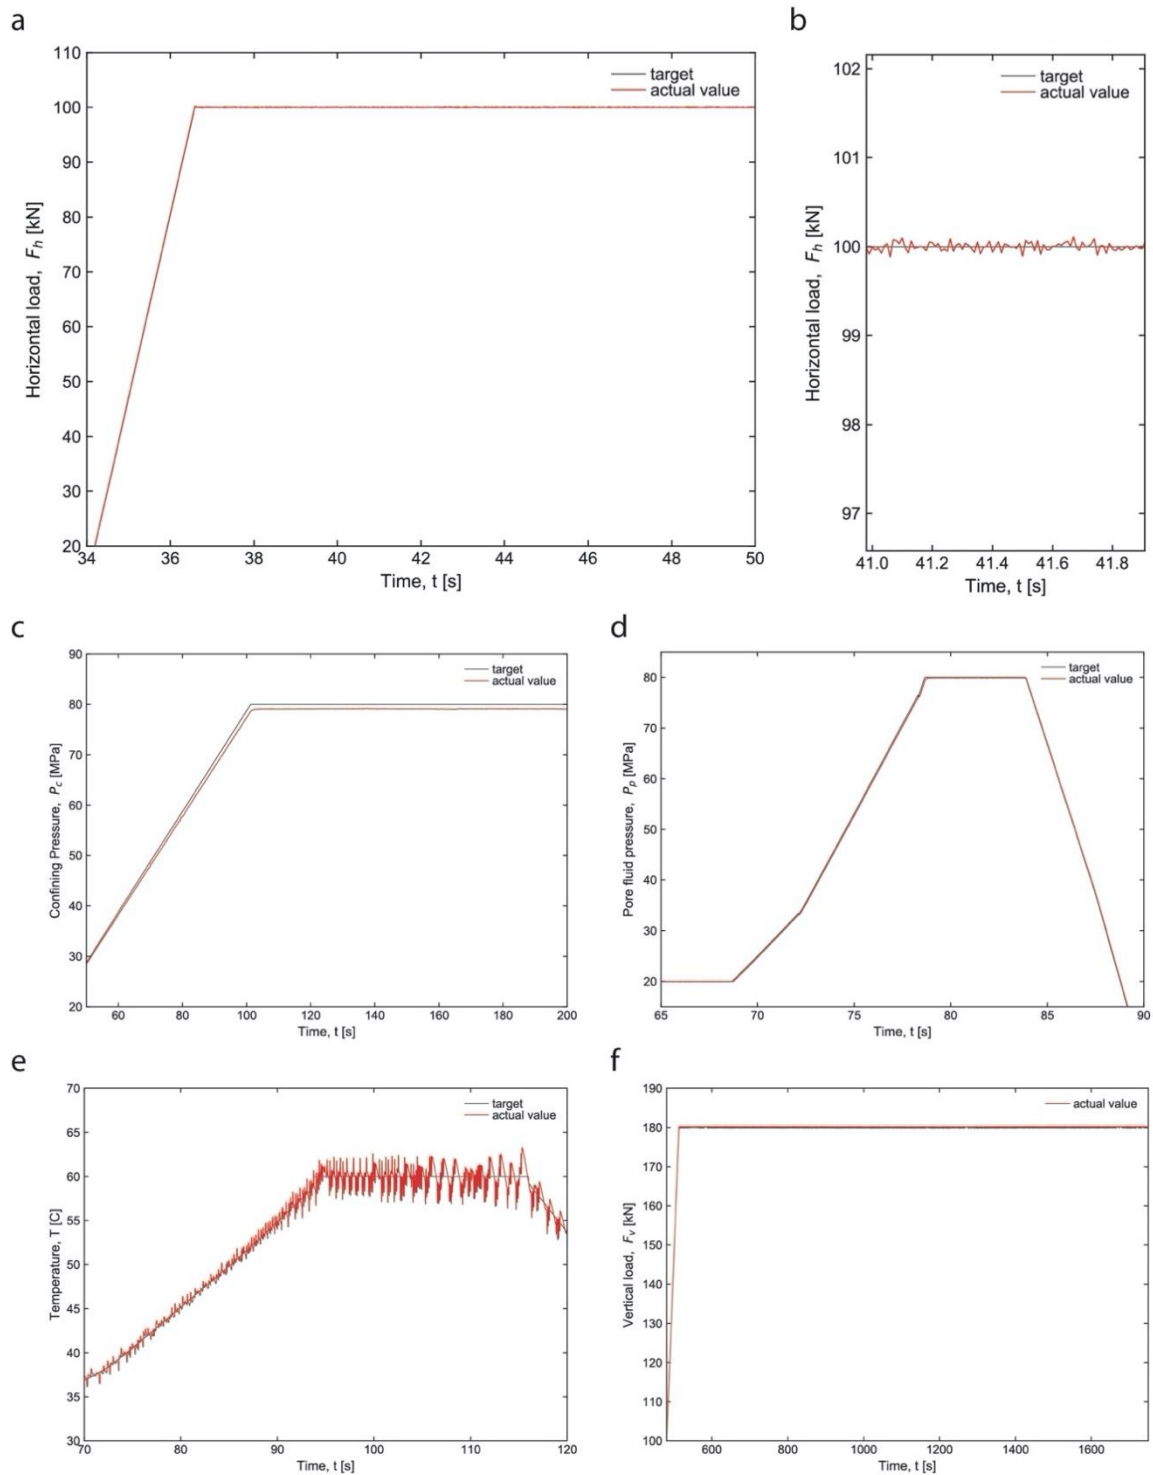 a
110
100
90
80
70
60
50
40
30
20
Horizontal load, F_h [kN]
target
actual value
34 36 38 40 42 44 46 48 50
Time, t [s]
b
102
101
100
99
98
97
Horizontal load, F_h [kN]
target
actual value
41.0 41.2 41.4 41.6 41.8
Time, t [s]
c
90
80
70
60
50
40
30
20
Confining Pressure, P_c [MPa]
target
actual value
60 80 100 120 140 160 180 200
Time, t [s]
d
80
70
60
50
40
30
20
Pore fluid pressure, P_p [MPa]
target
actual value
65 70 75 80 85 90
Time, t [s]
e
70
65
60
55
50
45
40
35
30
Temperature, T [C]
target
actual value
70 80 90 100 110 120
Time, t [s]
f
190
180
170
160
150
140
130
120
110
100
Vertical load, F_v [kN]
actual value
600 800 1000 1200 1400 1600
Time, t [s]